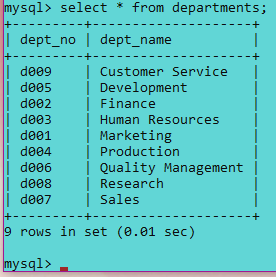 mysql> select * from departments;
+---------+--------------------+
| dept_no | dept_name          |
+---------+--------------------+
| d009    | Customer Service   |
| d005    | Development        |
| d002    | Finance            |
| d003    | Human Resources    |
| d001    | Marketing          |
| d004    | Production         |
| d006    | Quality Management |
| d008    | Research           |
| d007    | Sales              |
+---------+--------------------+
9 rows in set (0.01 sec)
mysql>